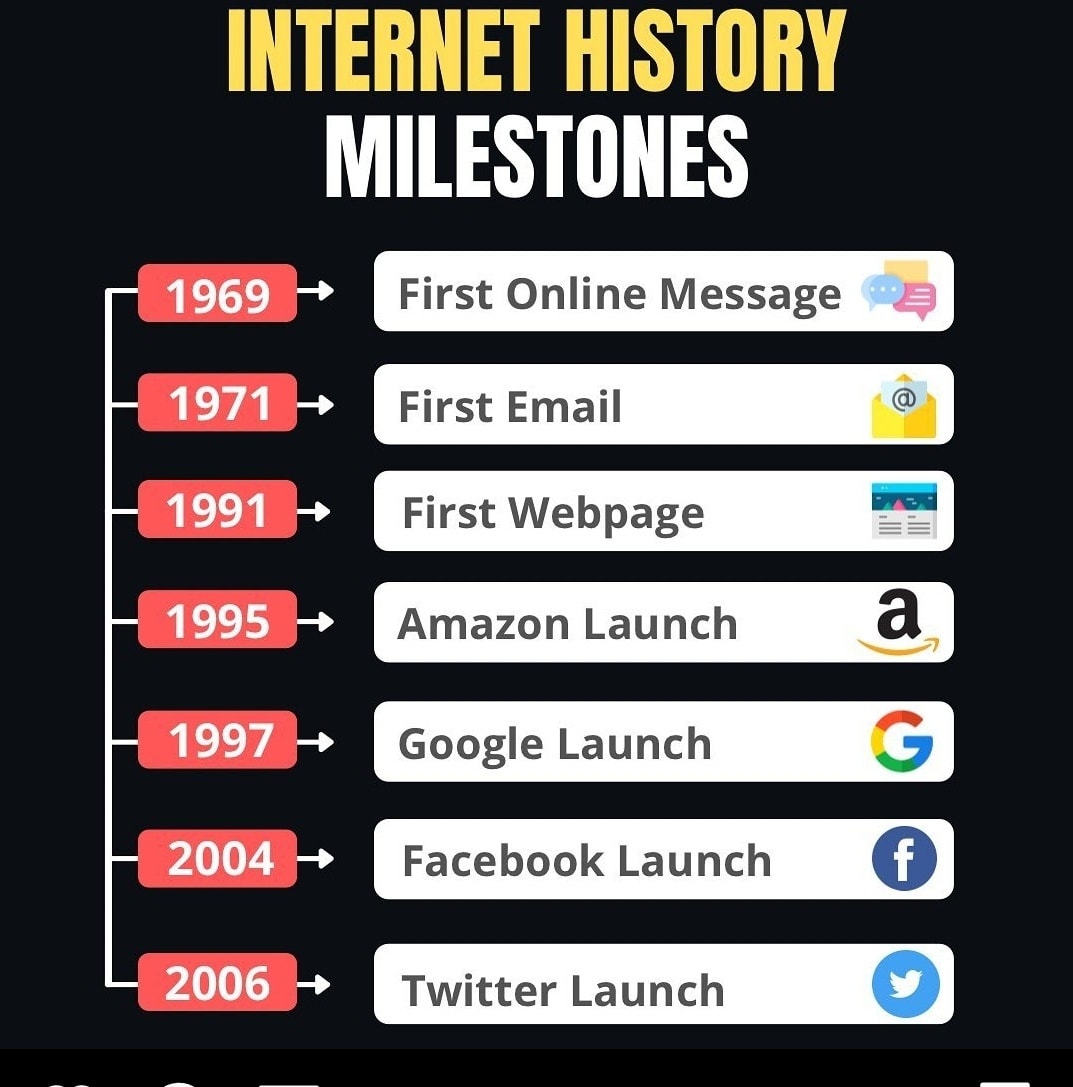 INTERNET HISTORY
MILESTONES
1969 First Online Message
1971 First Email @
1991 First Webpage
1995 Amazon Launch a
1997 Google Launch G
2004 Facebook Launch f
2006 Twitter Launch